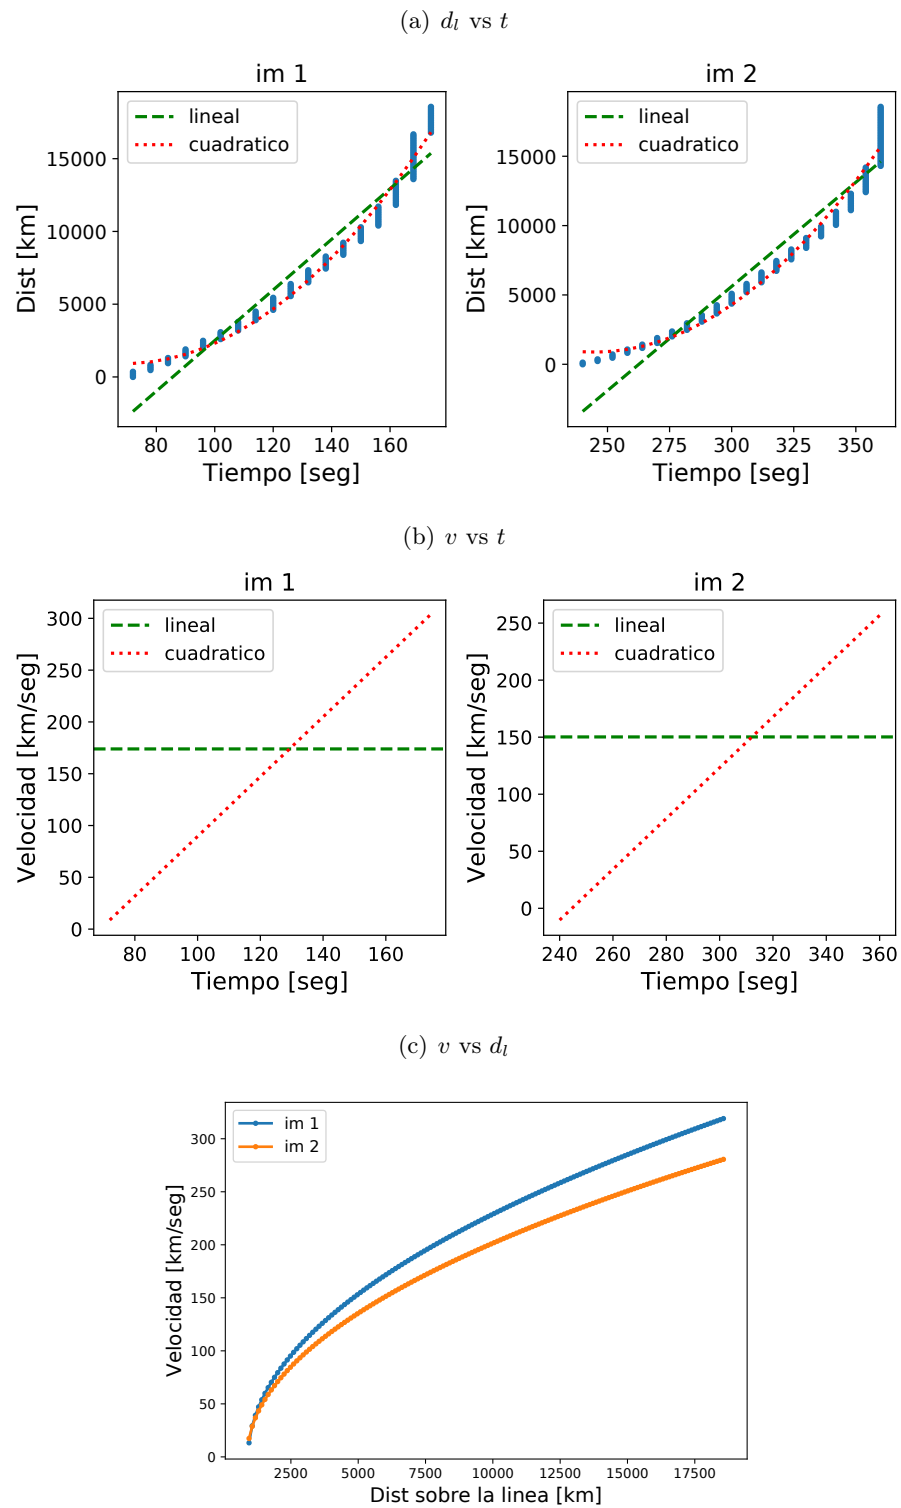 (a) d_l vs t
im 1
im 2
lineal
cuadratico
lineal
cuadratico
15000
10000
5000
0
Dist [km]
80 100 120 140 160
Tiempo [seg]
15000
10000
5000
0
Dist [km]
250 275 300 325 350
Tiempo [seg]
(b) v vs t
im 1
im 2
lineal
cuadratico
lineal
cuadratico
300
250
200
150
100
50
0
Velocidad [km/seg]
80 100 120 140 160
Tiempo [seg]
250
200
150
100
50
0
Velocidad [km/seg]
240 260 280 300 320 340 360
Tiempo [seg]
(c) v vs d_l
im 1
im 2
300
250
200
150
100
50
0
Velocidad [km/seg]
2500 5000 7500 10000 12500 15000 17500
Dist sobre la linea [km]